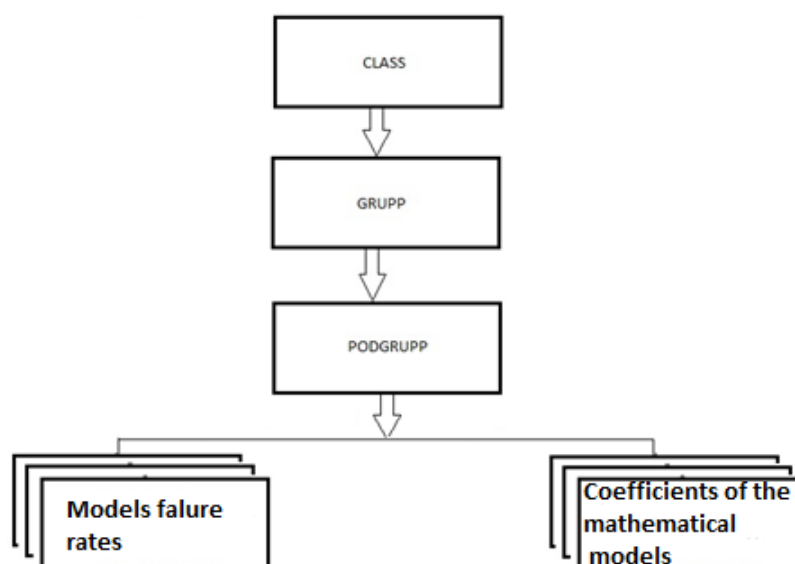 CLASS
GRUPP
PODGRUPP
Models falure
rates
Coefficients of the
mathematical
models